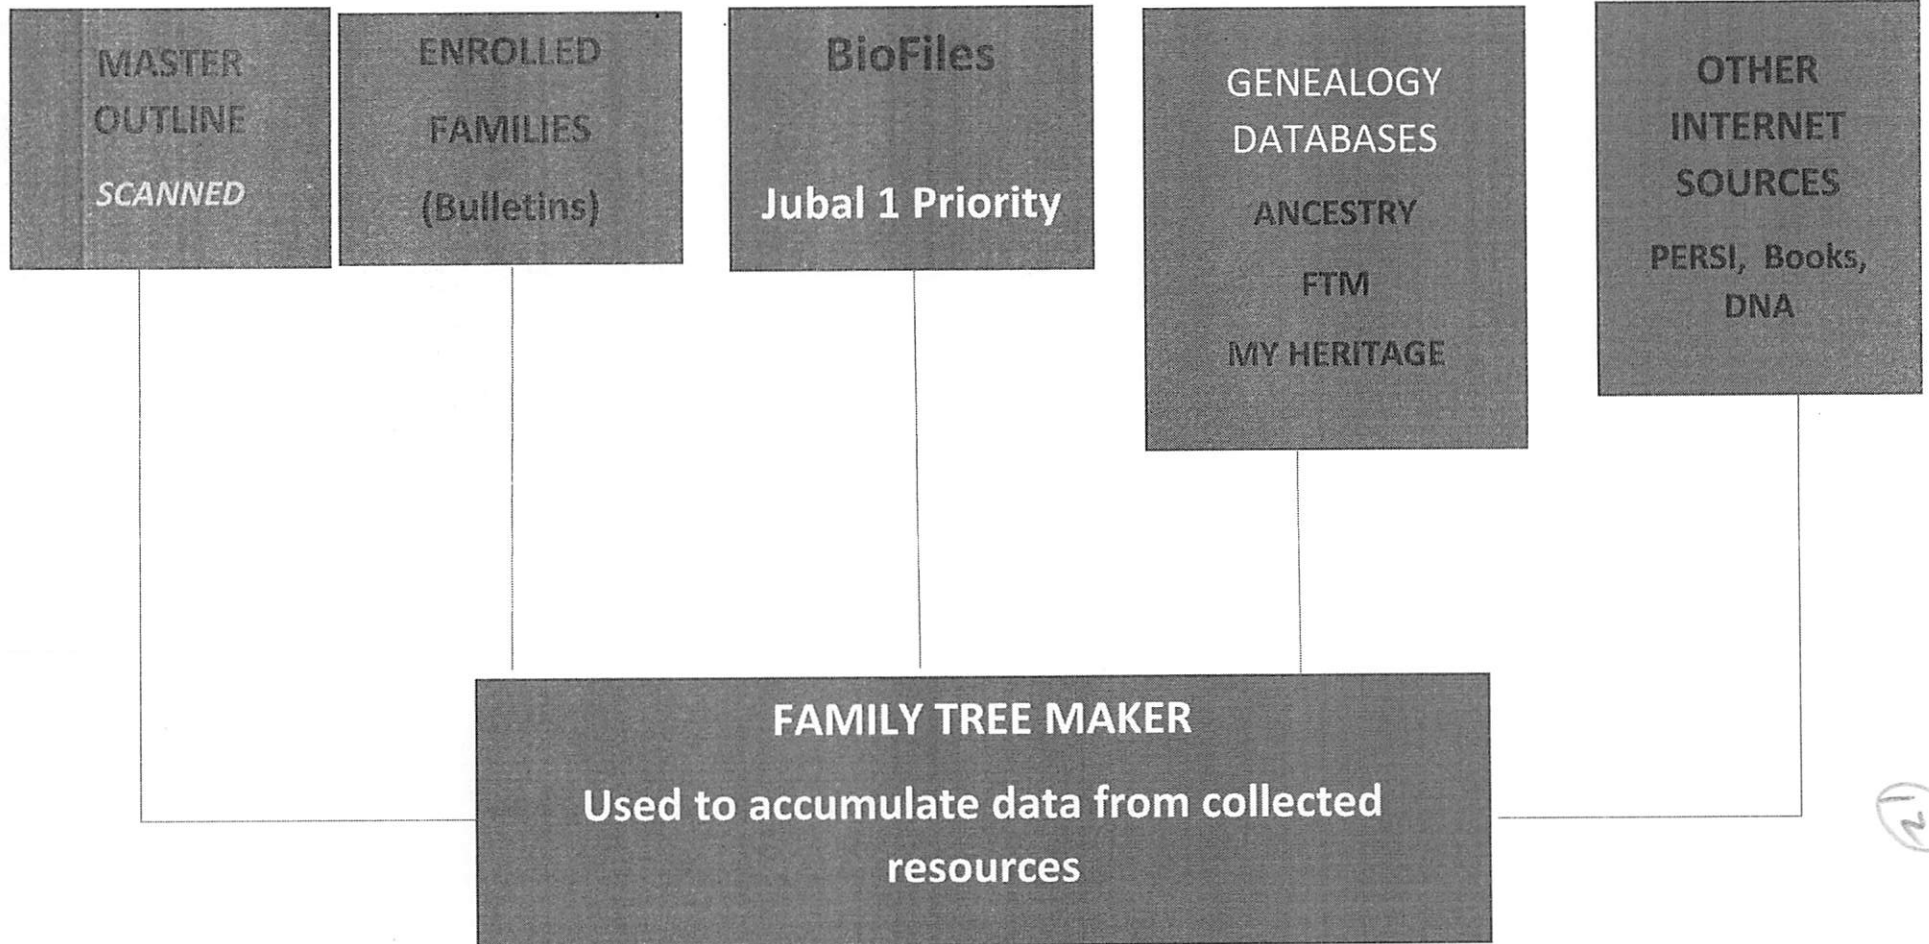 MASTER
OUTLINE
SCANNED
ENROLLED
FAMILIES
(Bulletins)
BioFiles
Jubal 1 Priority
GENEALOGY
DATABASES
ANCESTRY
FTM
MY HERITAGE
OTHER
INTERNET
SOURCES
PERSI, Books,
DNA
FAMILY TREE MAKER
Used to accumulate data from collected
resources